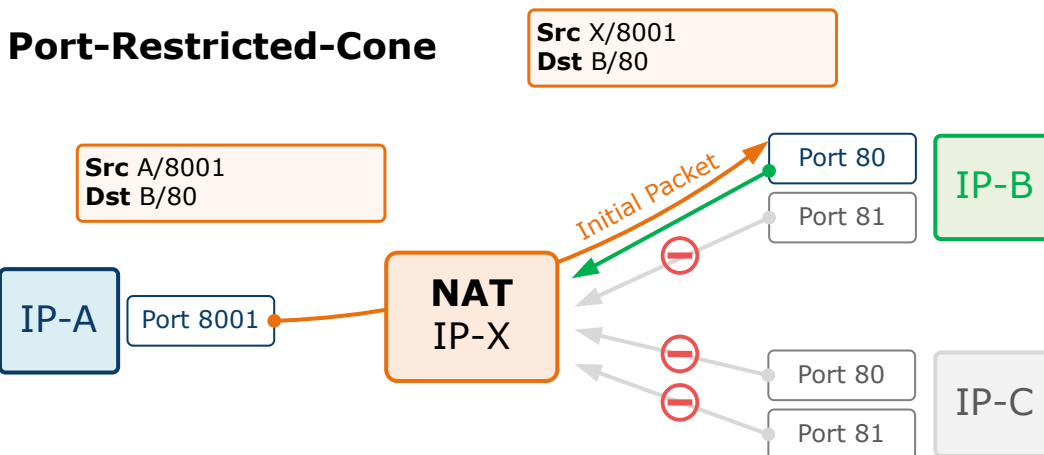 Port-Restricted-Cone
Src X/8001
Dst B/80
Src A/8001
Dst B/80
Initial Packet
Port 80
IP-B
Port 81
NAT
IP-X
IP-A
Port 8001
Port 80
IP-C
Port 81